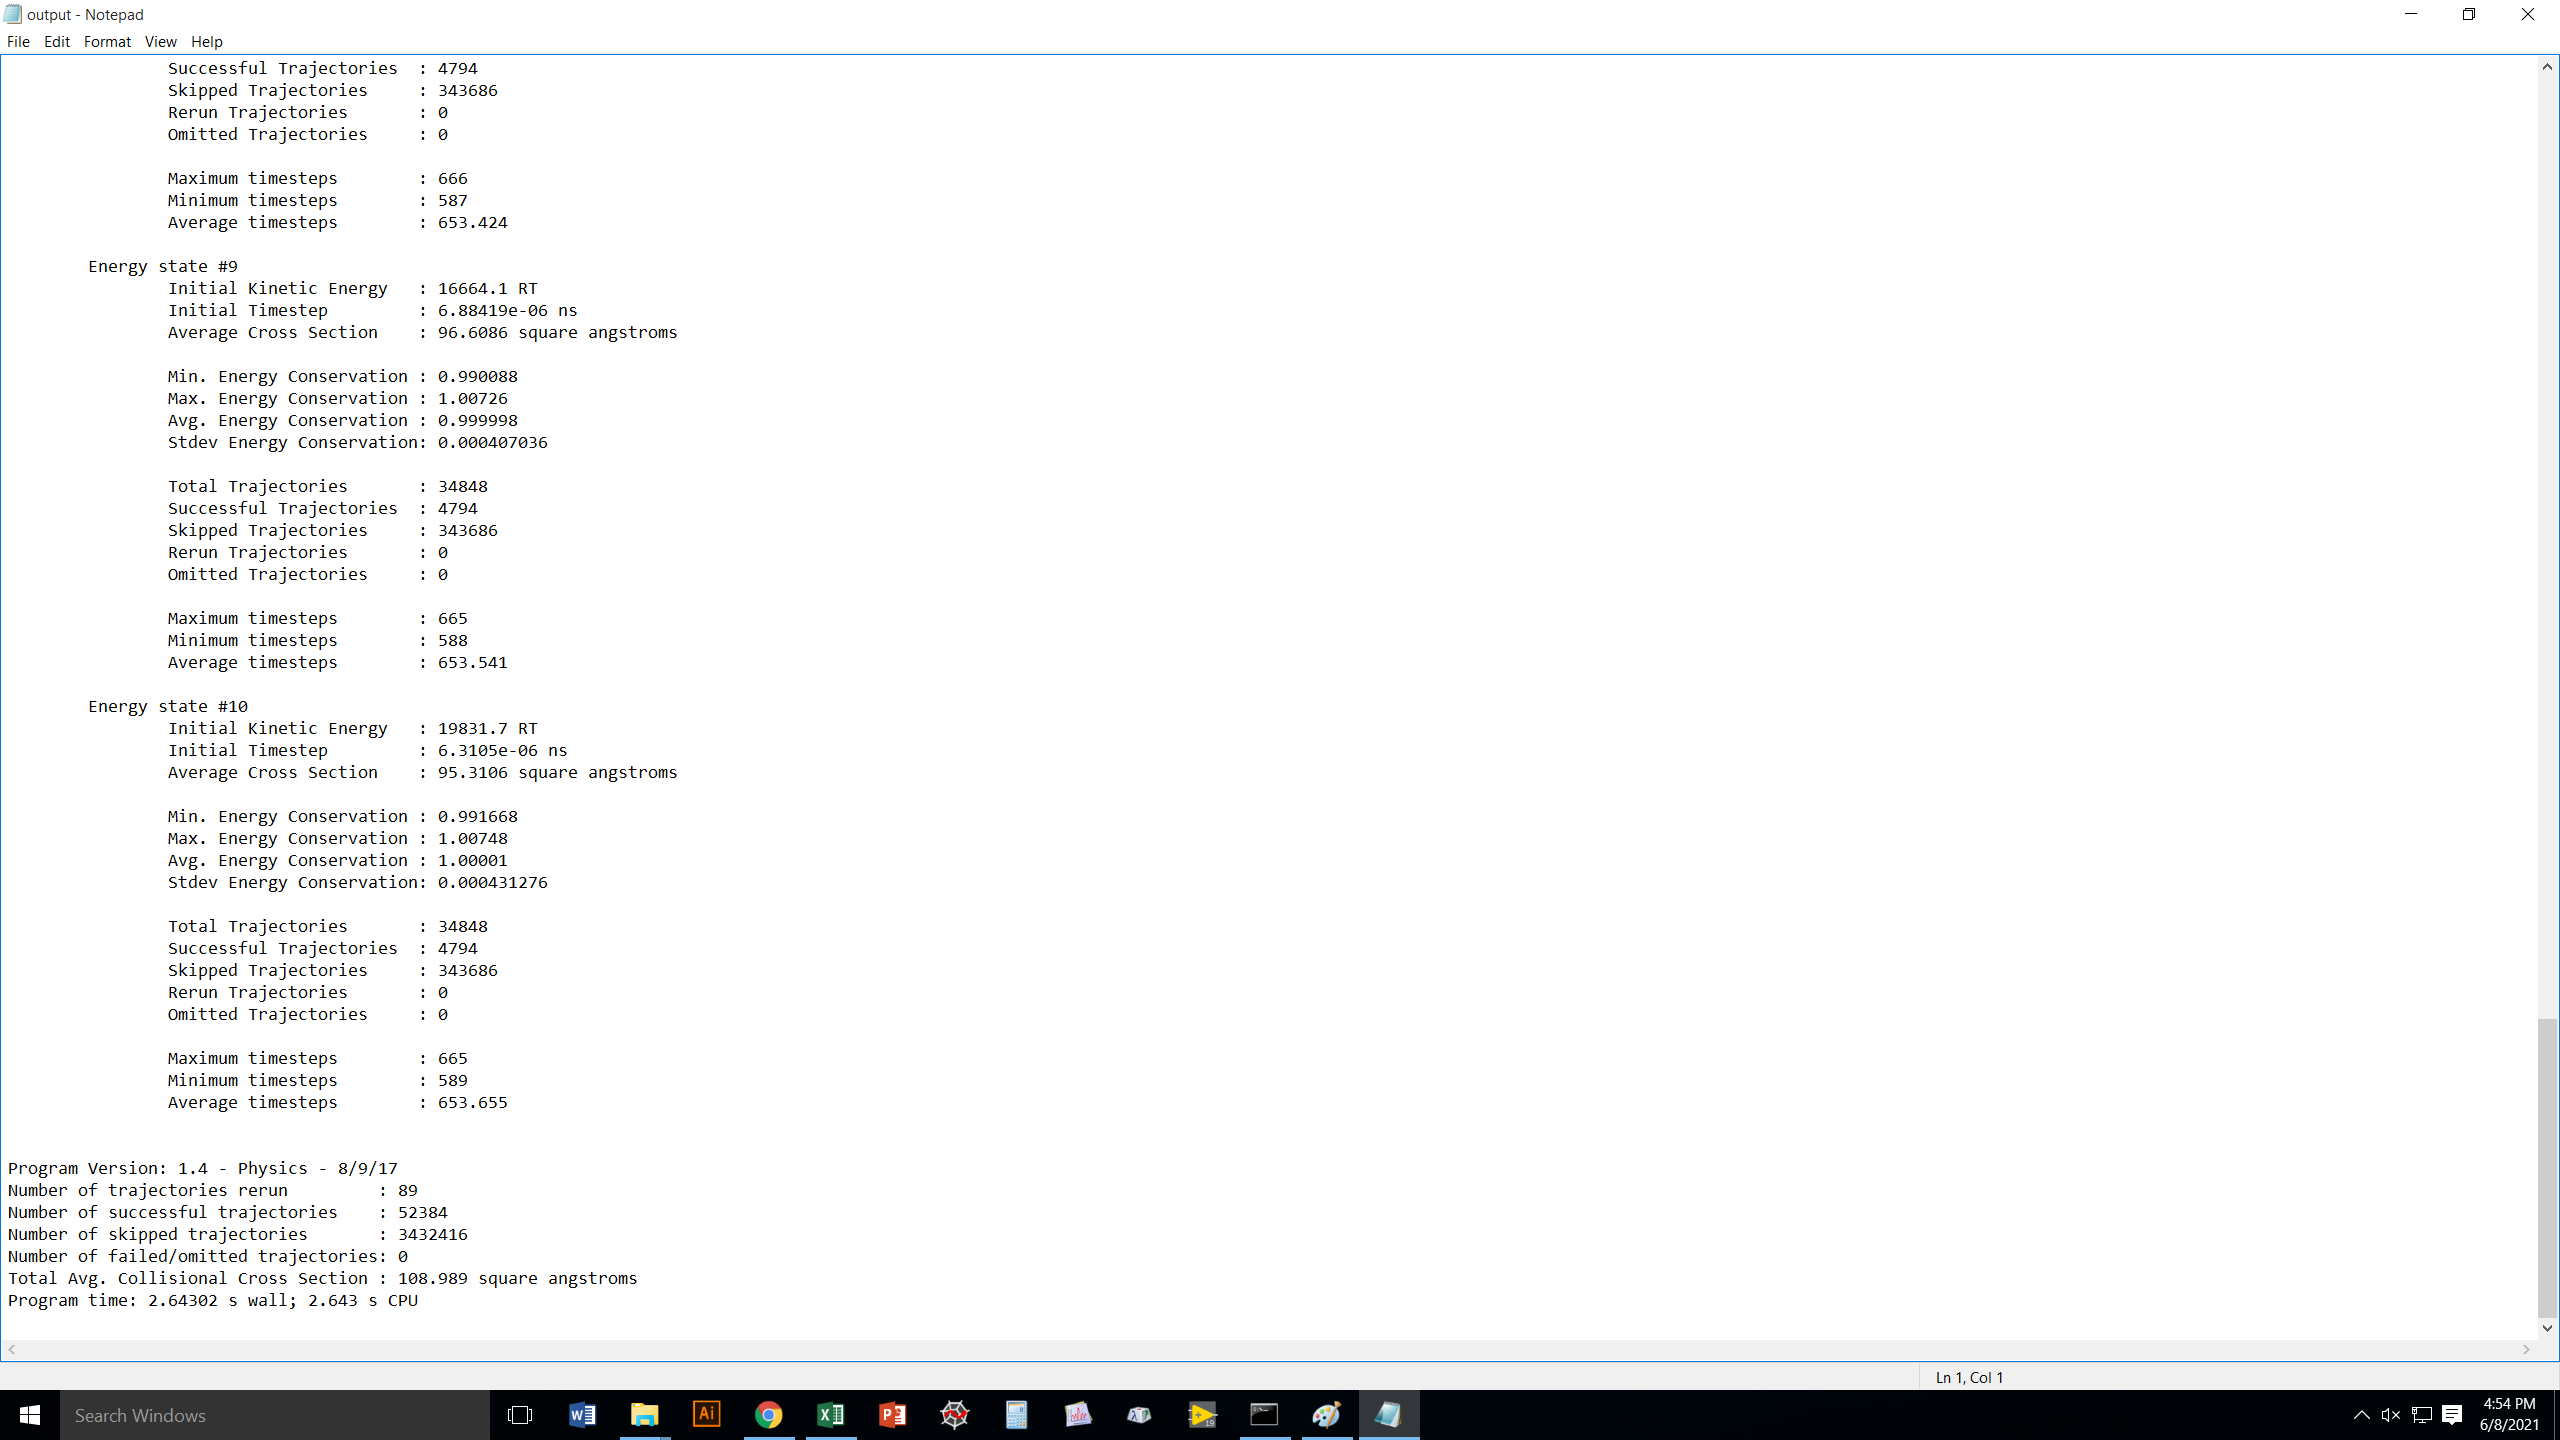 output - Notepad
File Edit Format View Help
Successful Trajectories : 4794
Skipped Trajectories : 343686
Rerun Trajectories : 0
Omitted Trajectories : 0
Maximum timesteps : 666
Minimum timesteps : 587
Average timesteps : 653.424
Energy state #9
Initial Kinetic Energy : 16664.1 RT
Initial Timestep : 6.88419e-06 ns
Average Cross Section : 96.6086 square angstroms
Min. Energy Conservation : 0.990088
Max. Energy Conservation : 1.00726
Avg. Energy Conservation : 0.999998
Stdev Energy Conservation: 0.000407036
Total Trajectories : 34848
Successful Trajectories : 4794
Skipped Trajectories : 343686
Rerun Trajectories : 0
Omitted Trajectories : 0
Maximum timesteps : 665
Minimum timesteps : 588
Average timesteps : 653.541
Energy state #10
Initial Kinetic Energy : 19831.7 RT
Initial Timestep : 6.3105e-06 ns
Average Cross Section : 95.3106 square angstroms
Min. Energy Conservation : 0.991668
Max. Energy Conservation : 1.00748
Avg. Energy Conservation : 1.00001
Stdev Energy Conservation: 0.000431276
Total Trajectories : 34848
Successful Trajectories : 4794
Skipped Trajectories : 343686
Rerun Trajectories : 0
Omitted Trajectories : 0
Maximum timesteps : 665
Minimum timesteps : 589
Average timesteps : 653.655
Program Version: 1.4 - Physics - 8/9/17
Number of trajectories rerun : 89
Number of successful trajectories : 52384
Number of skipped trajectories : 3432416
Number of failed/omitted trajectories: 0
Total Avg. Collisional Cross Section : 108.989 square angstroms
Program time: 2.64302 s wall; 2.643 s CPU
Ln 1, Col 1
Search Windows
Ai
19
4:54 PM
6/8/2021